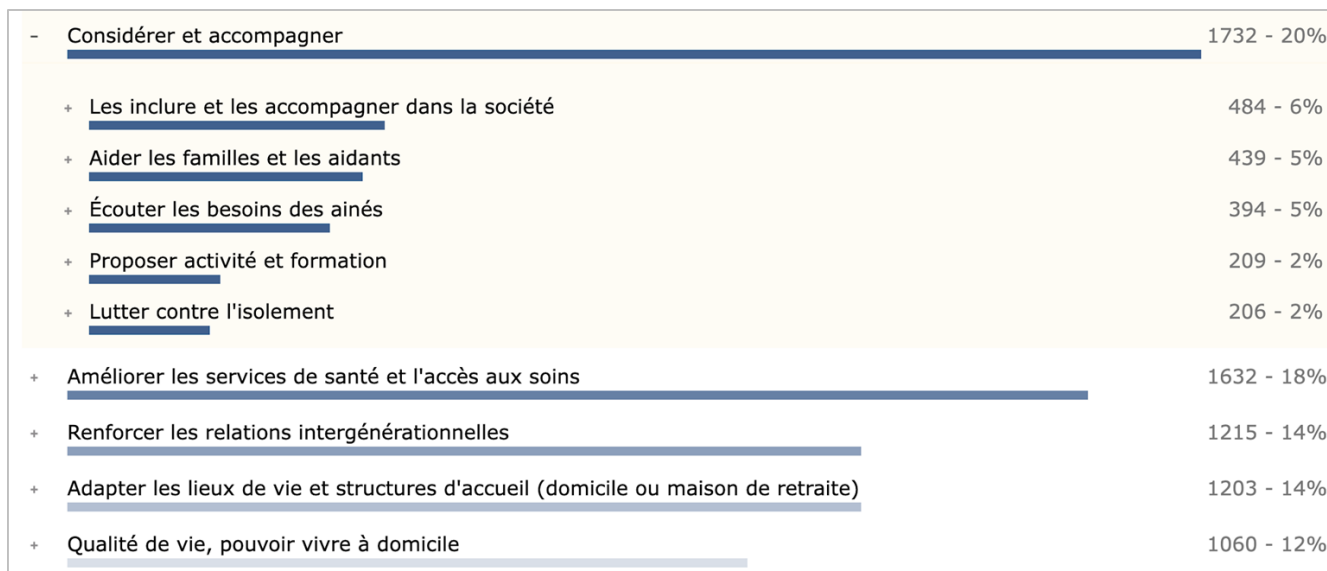 - Considérer et accompagner 1732 - 20%
+ Les inclure et les accompagner dans la société 484 - 6%
+ Aider les familles et les aidants 439 - 5%
+ Écouter les besoins des ainés 394 - 5%
+ Proposer activité et formation 209 - 2%
+ Lutter contre l'isolement 206 - 2%
+ Améliorer les services de santé et l'accès aux soins 1632 - 18%
+ Renforcer les relations intergénérationnelles 1215 - 14%
+ Adapter les lieux de vie et structures d'accueil (domicile ou maison de retraite) 1203 - 14%
+ Qualité de vie, pouvoir vivre à domicile 1060 - 12%